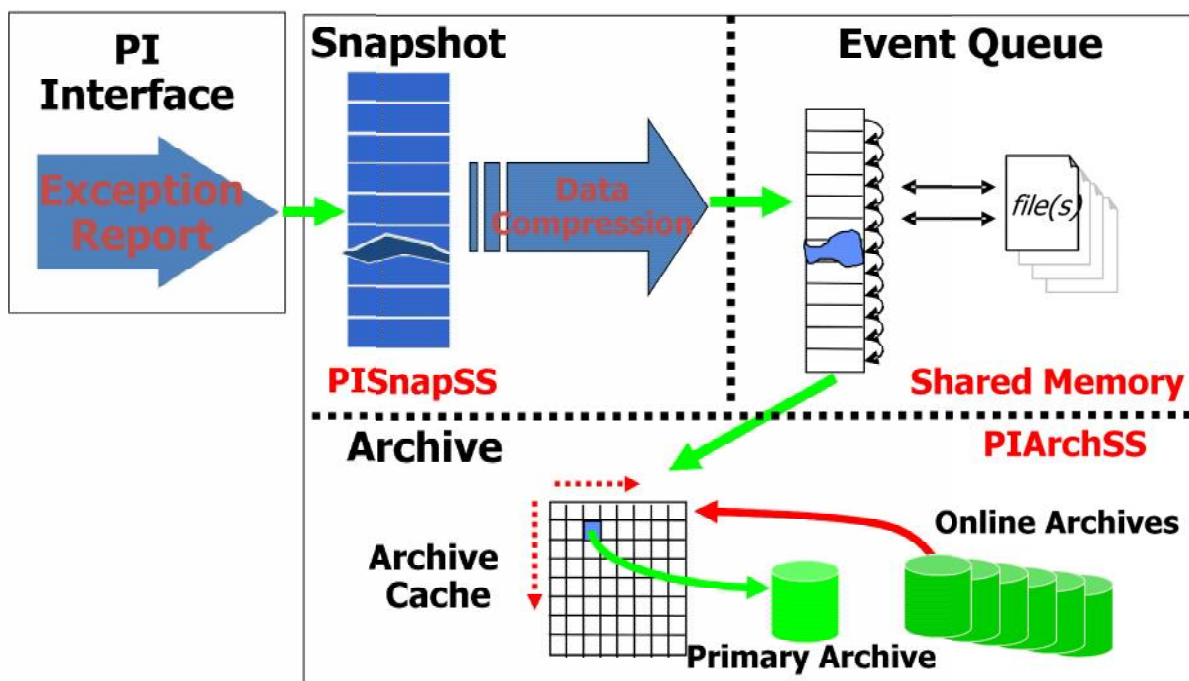 PI
Interface
Exception
Report
Snapshot
Data
Compression
PISnapSS
Event Queue
file(s)
Shared Memory
Archive
PIArchSS
Archive
Cache
Online Archives
Primary Archive